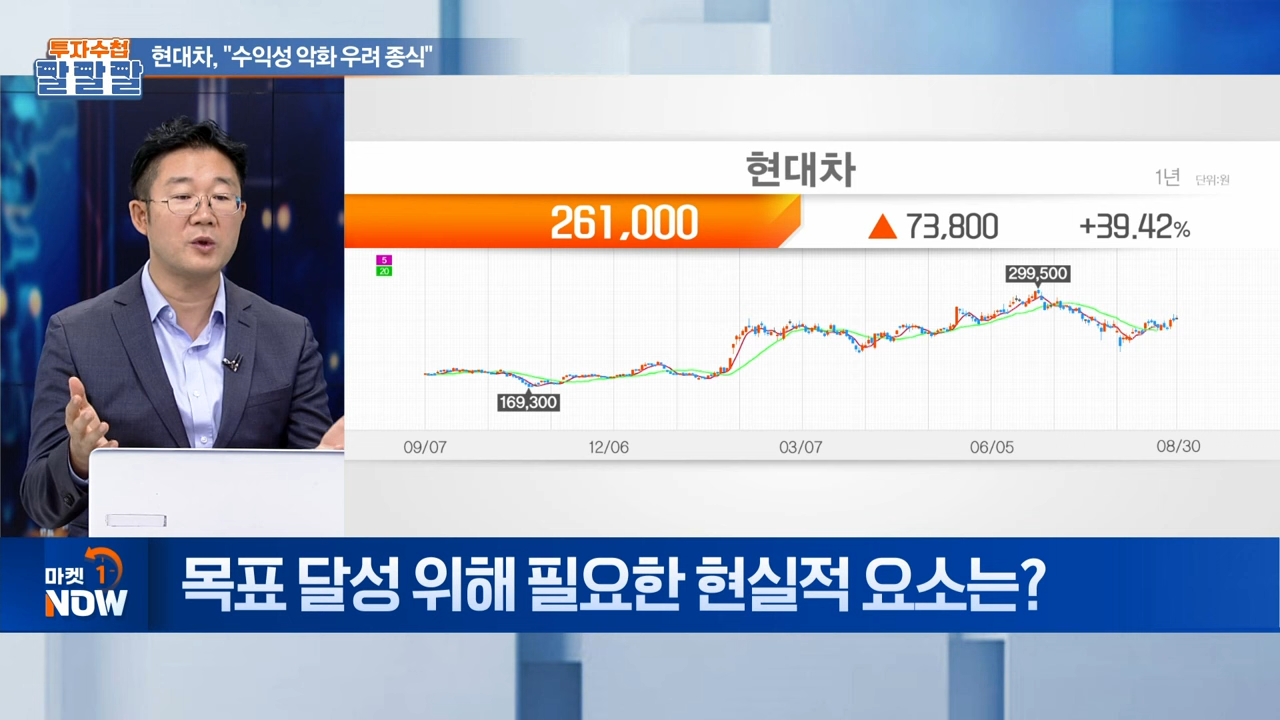 투자수첩
팔팔팔
현대차, "수익성 악화 우려 종식"
현대차
1년 단위:원
261,000 ▲ 73,800 +39.42%
5
20
299,500
169,300
09/07 12/06 03/07 06/05 08/30
마켓 1
NOW
목표 달성 위해 필요한 현실적 요소는?